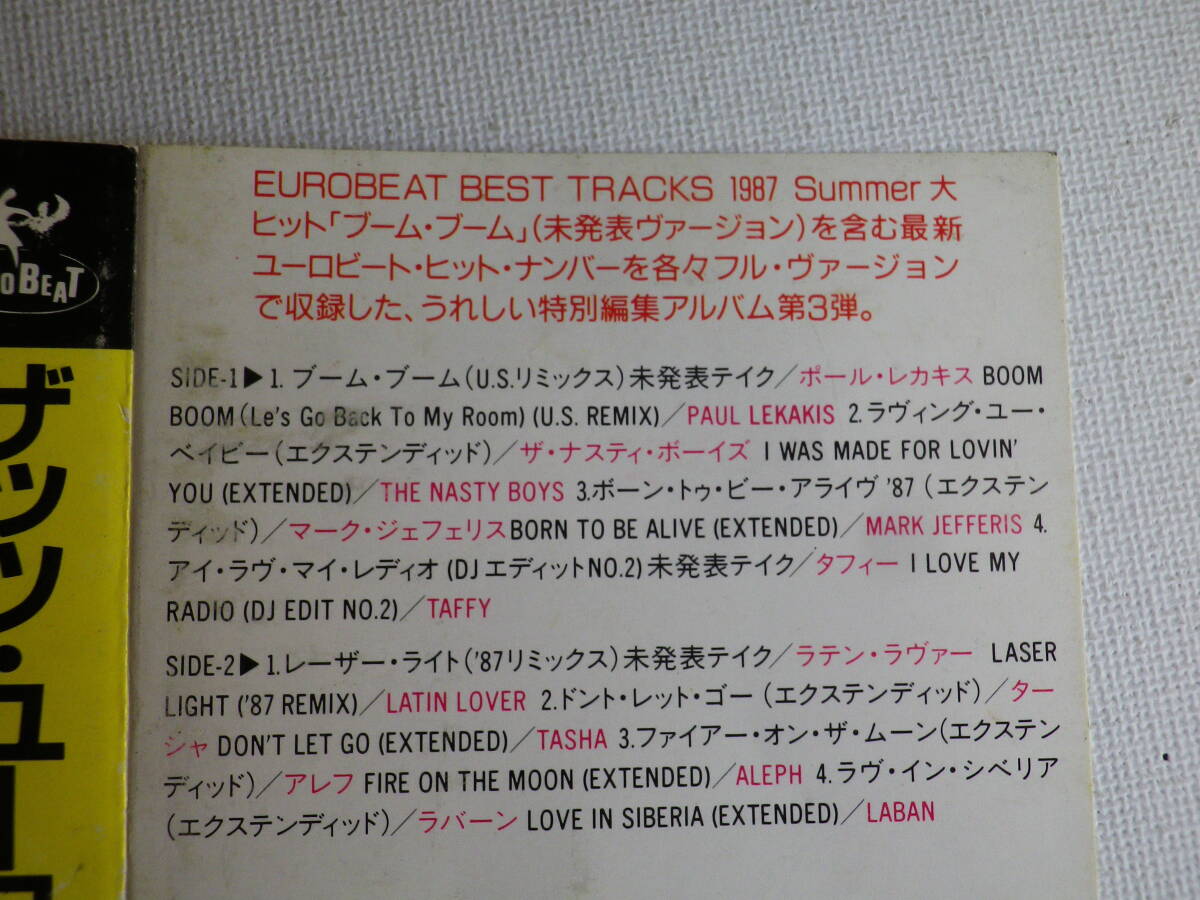 EUROBEAT BEST TRACKS 1987 Summer 大
ヒット「ブーム・ブーム」(未発表ヴァージョン)を含む最新
ユーロビート・ヒット・ナンバーを各々フル・ヴァージョン
で収録した、うれしい特別編集アルバム第3弾。
SIDE-1▶1. ブーム・ブーム(U.S.リミックス)未発表テイク/ポール・レカキス BOOM
BOOM(Le's Go Back To My Room) (U.S. REMIX)/PAUL LEKAKIS 2.ラヴィング・ユー・
ベイビー(エクステンディッド)/ザ・ナスティ・ボーイズ I WAS MADE FOR LOVIN'
YOU (EXTENDED)/THE NASTY BOYS 3.ボーン・トゥ・ビー・アライヴ '87 (エクステン
ディッド)/マーク・ジェフェリスBORN TO BE ALIVE (EXTENDED)/MARK JEFFERIS 4.
アイ・ラヴ・マイ・レディオ(DJエディットNO.2)未発表テイク/タフィー I LOVE MY
RADIO (DJ EDIT NO.2)/TAFFY
SIDE-2▶1.レーザー・ライト('87リミックス)未発表テイク/ラテン・ラヴァー LASER
LIGHT ('87 REMIX)/LATIN LOVER 2.ドント・レット・ゴー (エクステンディッド)/ター
シャ DON'T LET GO (EXTENDED)/TASHA 3.ファイアー・オン・ザ・ムーン(エクステン
ディッド)/アレフ FIRE ON THE MOON (EXTENDED)/ALEPH 4.ラヴ・イン・シベリア
(エクステンディッド)/ラバーン LOVE IN SIBERIA (EXTENDED)/LABAN
OBEAT
ザッツ・ユーロ